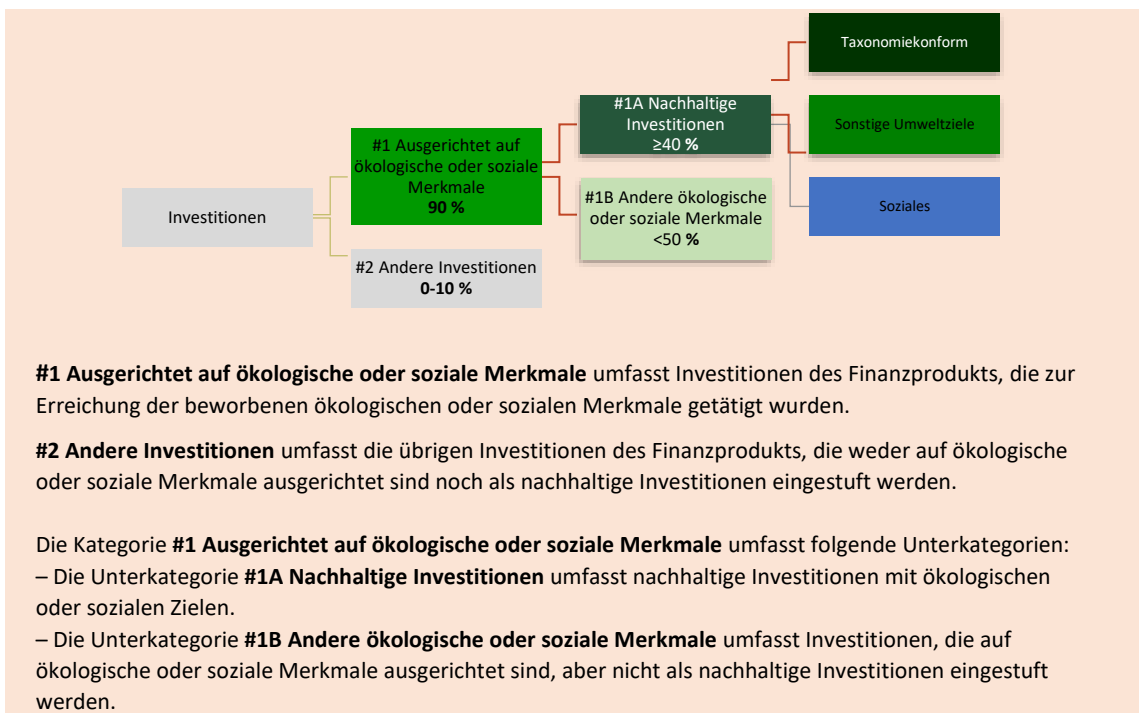 Taxonomiekonform
#1A Nachhaltige
Investitionen
≥40 %
Sonstige Umweltziele
#1 Ausgerichtet auf
ökologische oder soziale
Merkmale
90 %
#1B Andere ökologische
oder soziale Merkmale
<50 %
Soziales
Investitionen
#2 Andere Investitionen
0-10 %
#1 Ausgerichtet auf ökologische oder soziale Merkmale umfasst Investitionen des Finanzprodukts, die zur
Erreichung der beworbenen ökologischen oder sozialen Merkmale getätigt wurden.
#2 Andere Investitionen umfasst die übrigen Investitionen des Finanzprodukts, die weder auf ökologische
oder soziale Merkmale ausgerichtet sind noch als nachhaltige Investitionen eingestuft werden.
Die Kategorie #1 Ausgerichtet auf ökologische oder soziale Merkmale umfasst folgende Unterkategorien:
– Die Unterkategorie #1A Nachhaltige Investitionen umfasst nachhaltige Investitionen mit ökologischen
oder sozialen Zielen.
– Die Unterkategorie #1B Andere ökologische oder soziale Merkmale umfasst Investitionen, die auf
ökologische oder soziale Merkmale ausgerichtet sind, aber nicht als nachhaltige Investitionen eingestuft
werden.